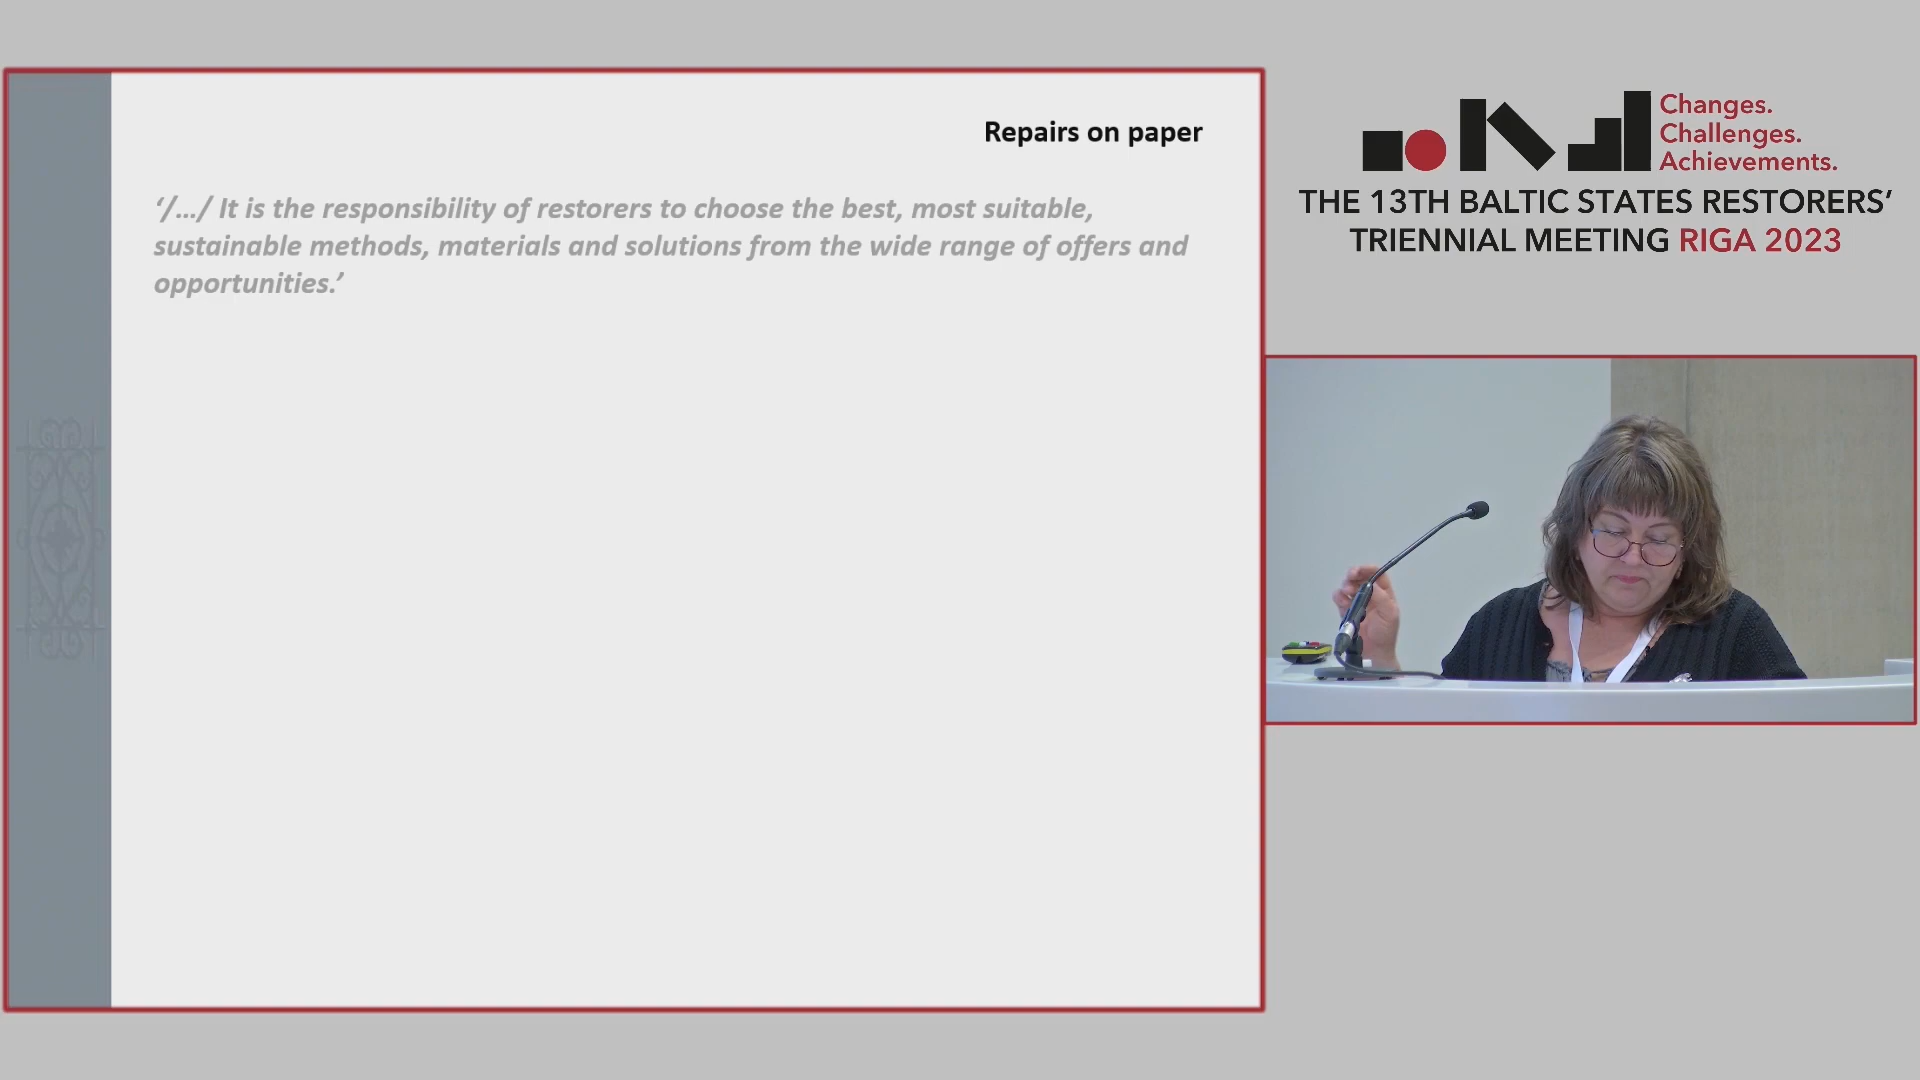 Repairs on paper
‘/…/ It is the responsibility of restorers to choose the best, most suitable,
sustainable methods, materials and solutions from the wide range of offers and
opportunities.’
Changes.
Challenges.
Achievements.
THE 13TH BALTIC STATES RESTORERS’
TRIENNIAL MEETING RIGA 2023